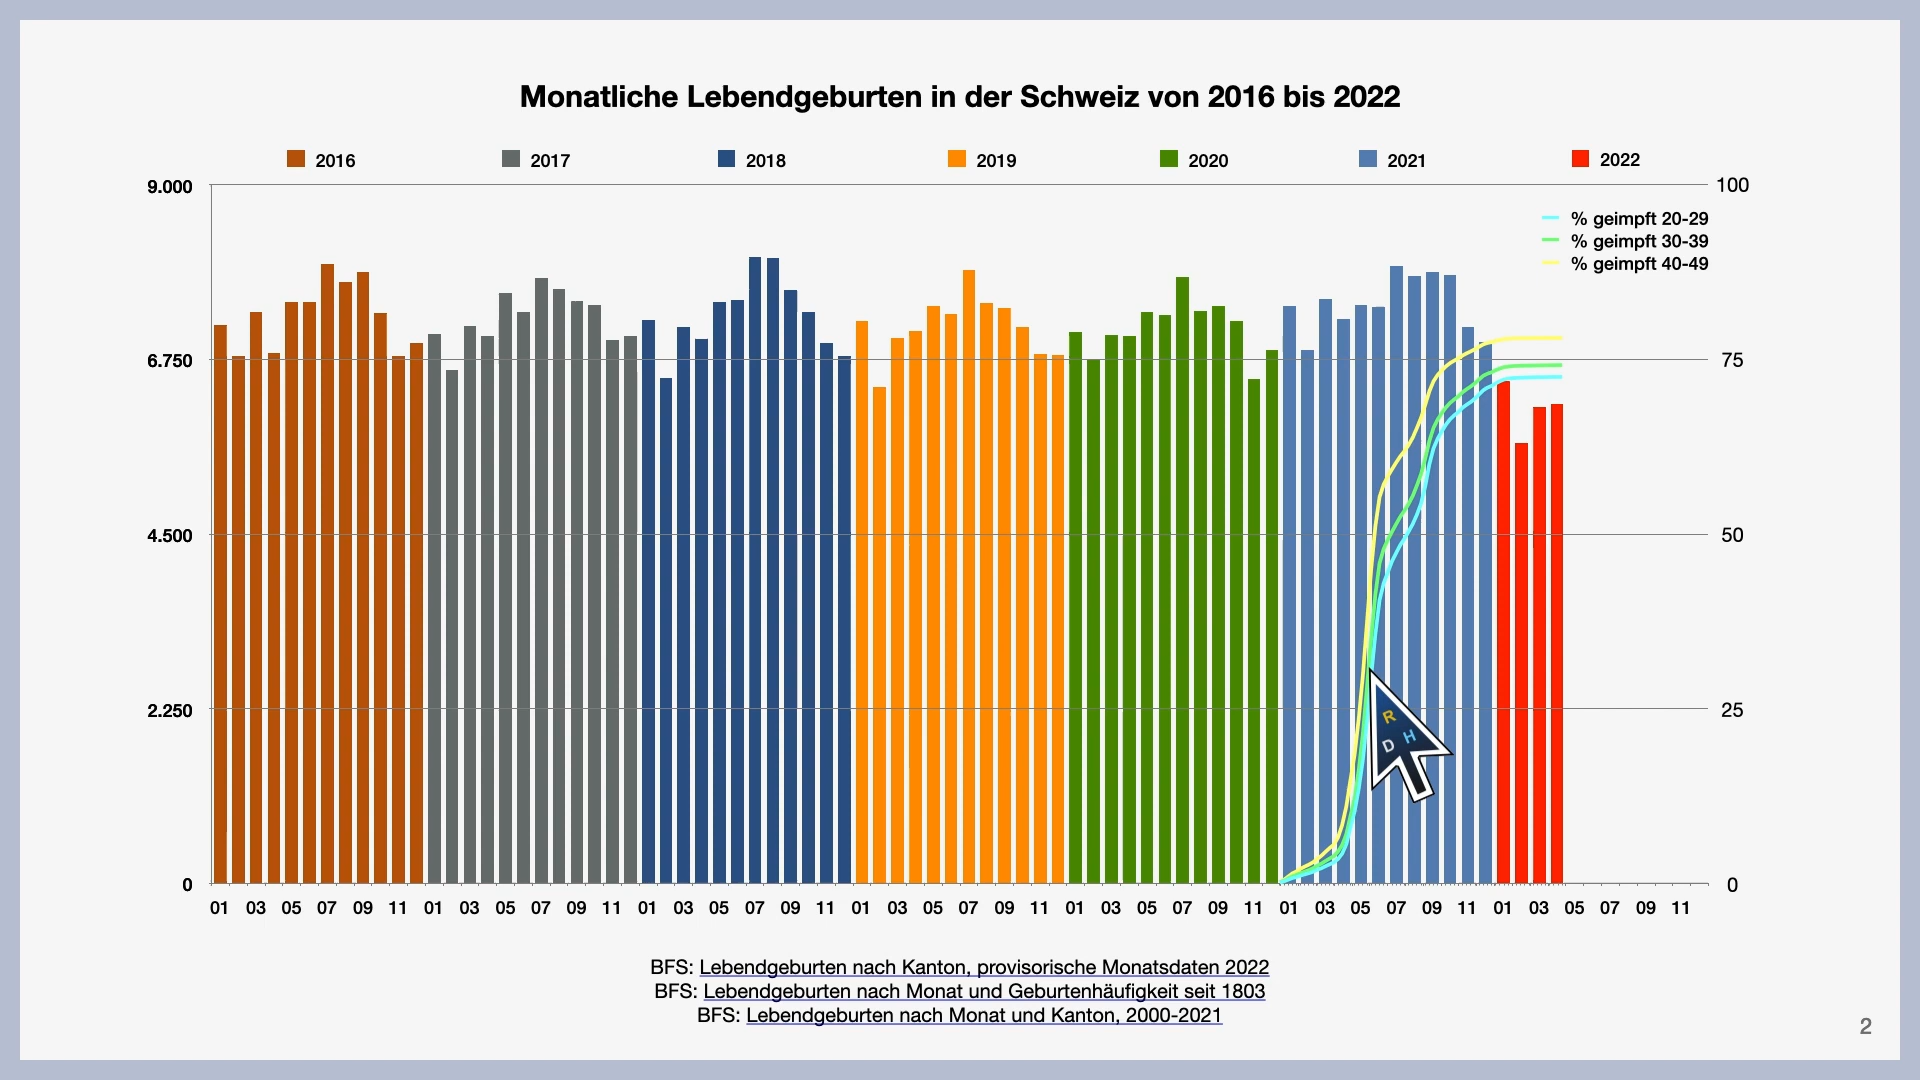 Monatliche Lebendgeburten in der Schweiz von 2016 bis 2022
2016 2017 2018 2019 2020 2021 2022
9.000 100
% geimpft 20-29
% geimpft 30-39
% geimpft 40-49
6.750 75
4.500 50
2.250 25
R
D H
0 0
01 03 05 07 09 11 01 03 05 07 09 11 01 03 05 07 09 11 01 03 05 07 09 11 01 03 05 07 09 11 01 03 05 07 09 11 01 03 05 07 09 11
BFS: Lebendgeburten nach Kanton, provisorische Monatsdaten 2022
BFS: Lebendgeburten nach Monat und Geburtenhäufigkeit seit 1803
BFS: Lebendgeburten nach Monat und Kanton, 2000-2021
2